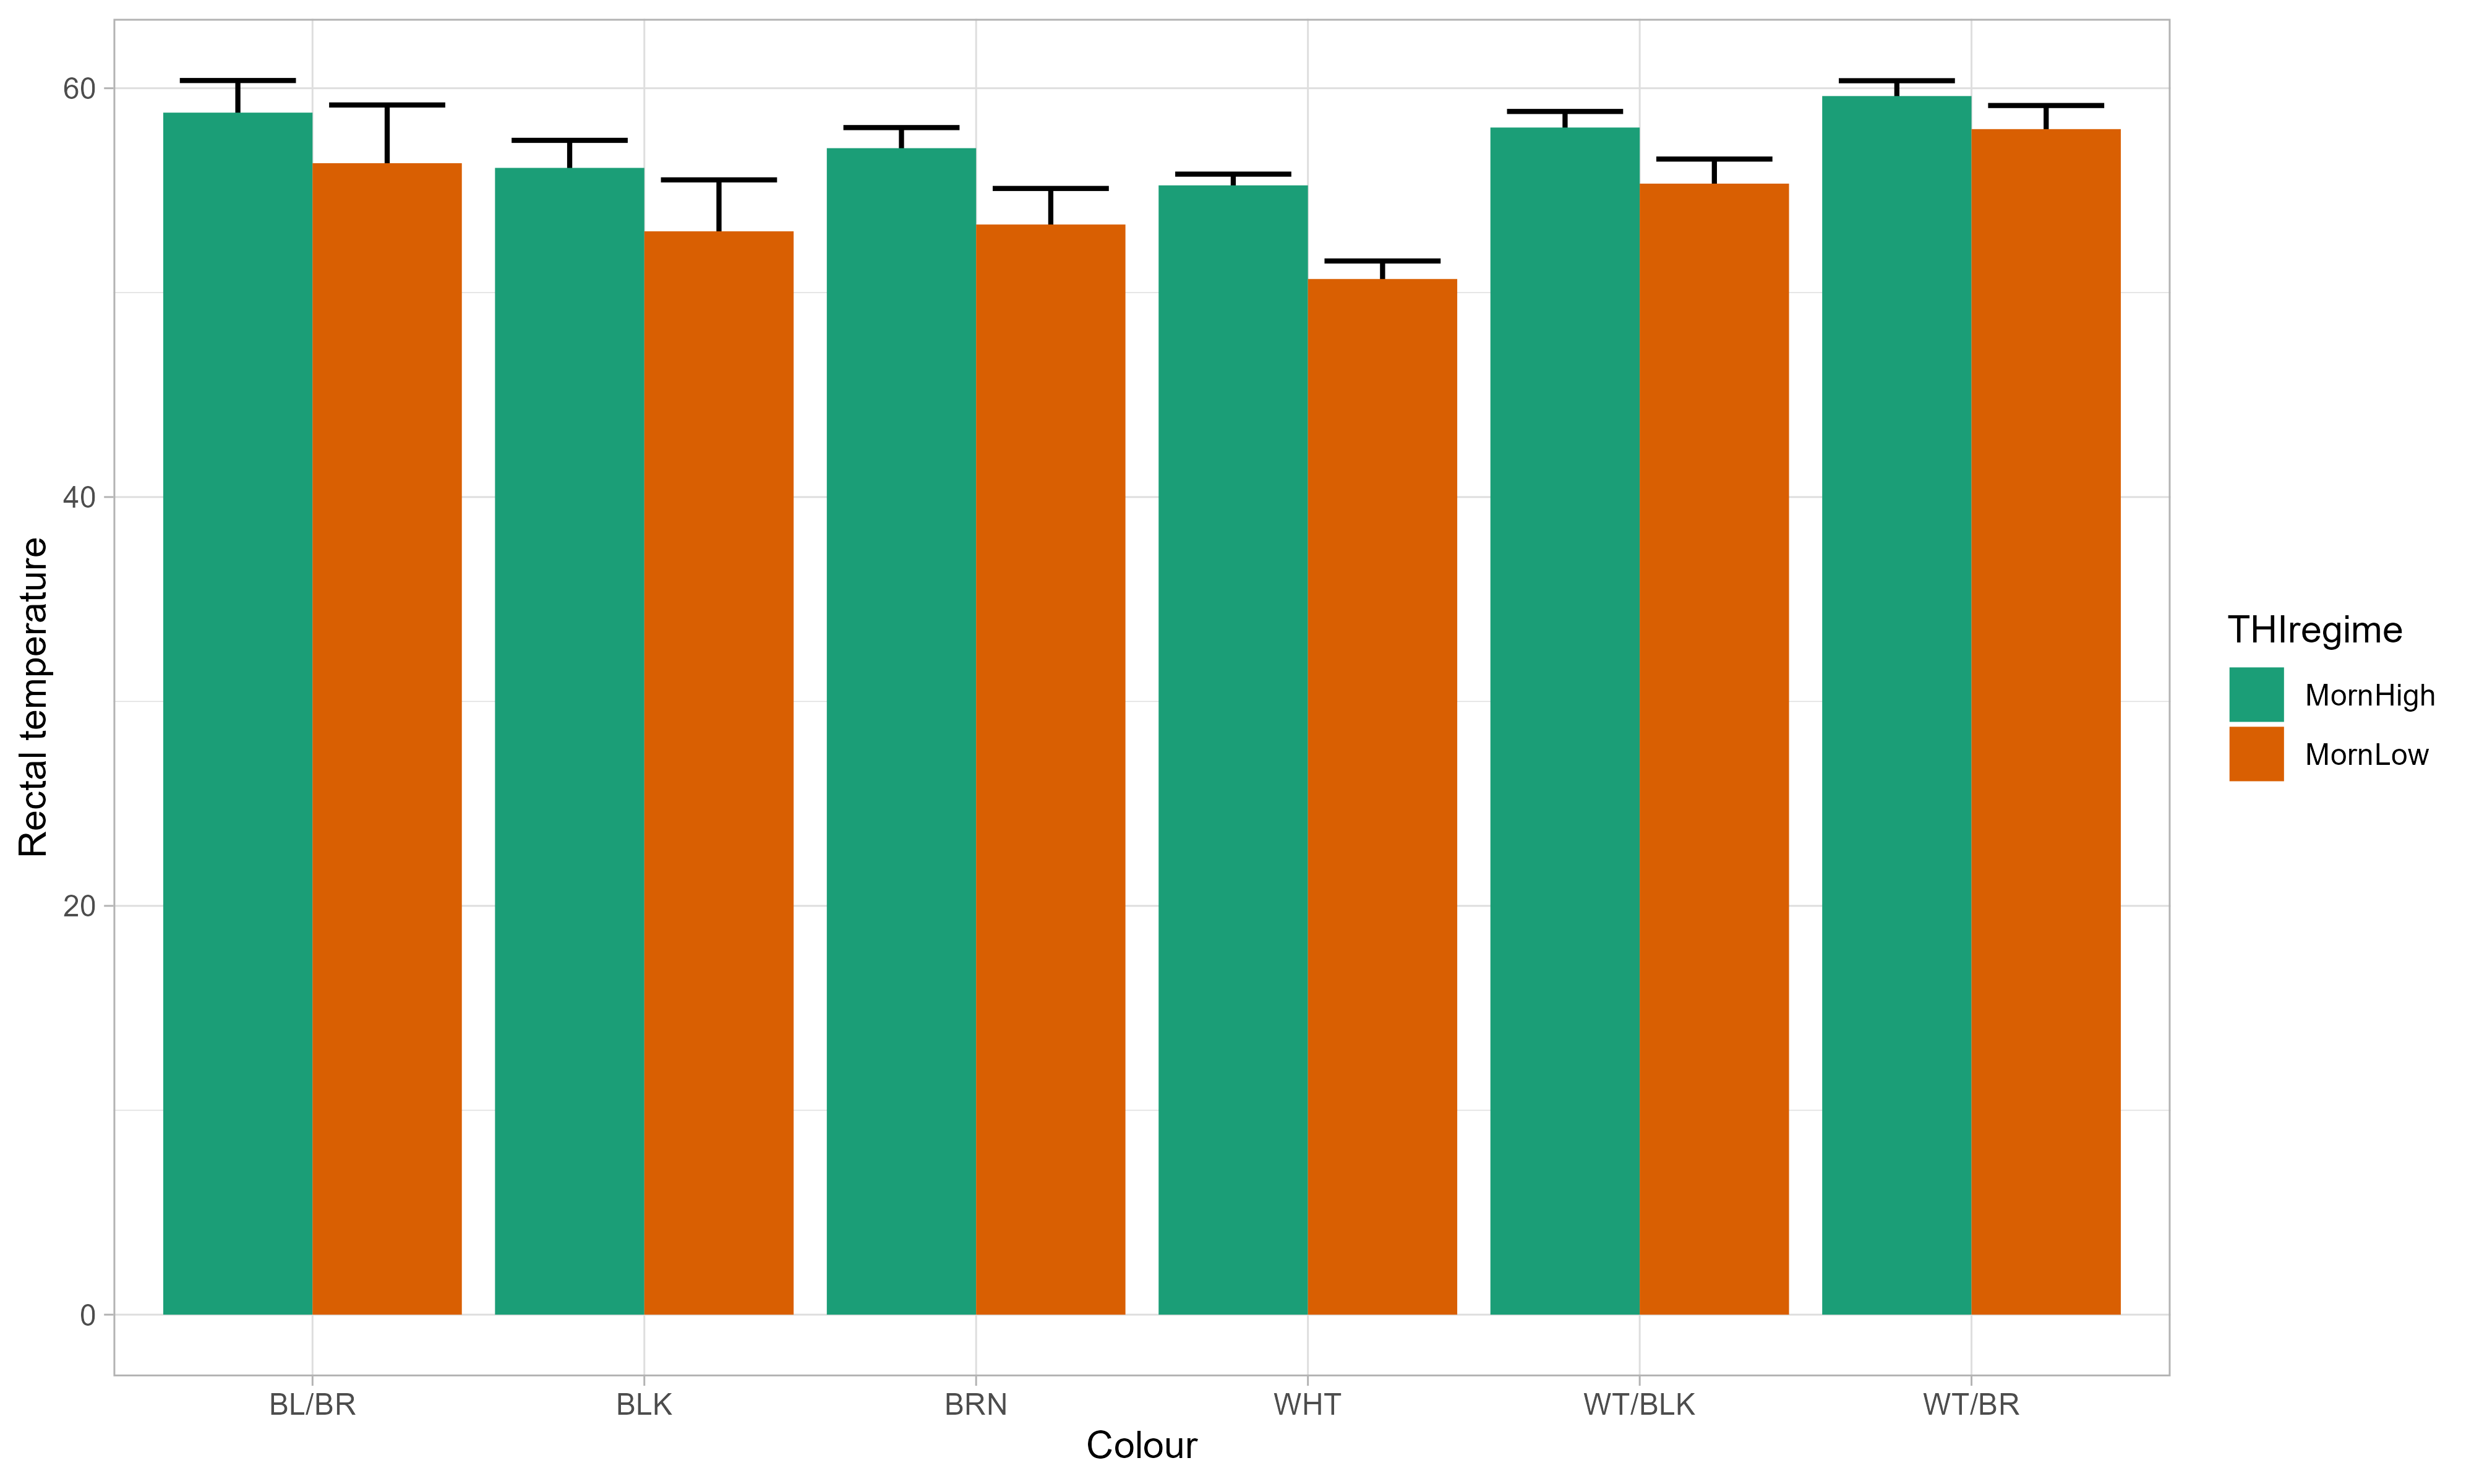 60
40
20
0
Rectal temperature
BL/BR
BLK
BRN
WHT
WT/BLK
WT/BR
Colour
THIregime
MornHigh
MornLow